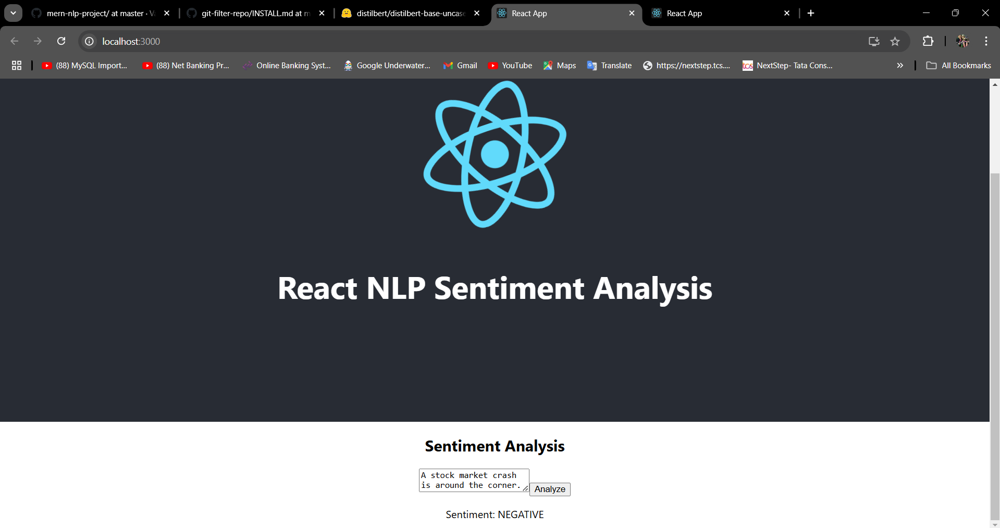 mern-nlp-project/ at master · Va
git-filter-repo/INSTALL.md at m
distilbert/distilbert-base-uncase
React App
React App
localhost:3000
(88) MySQL Import...
(88) Net Banking Pr...
Online Banking Syst...
Google Underwater...
Gmail
YouTube
Maps
Translate
https://nextstep.tcs....
tcs
NextStep- Tata Cons...
All Bookmarks
React NLP Sentiment Analysis
Sentiment Analysis
A stock market crash
is around the corner.
Analyze
Sentiment: NEGATIVE